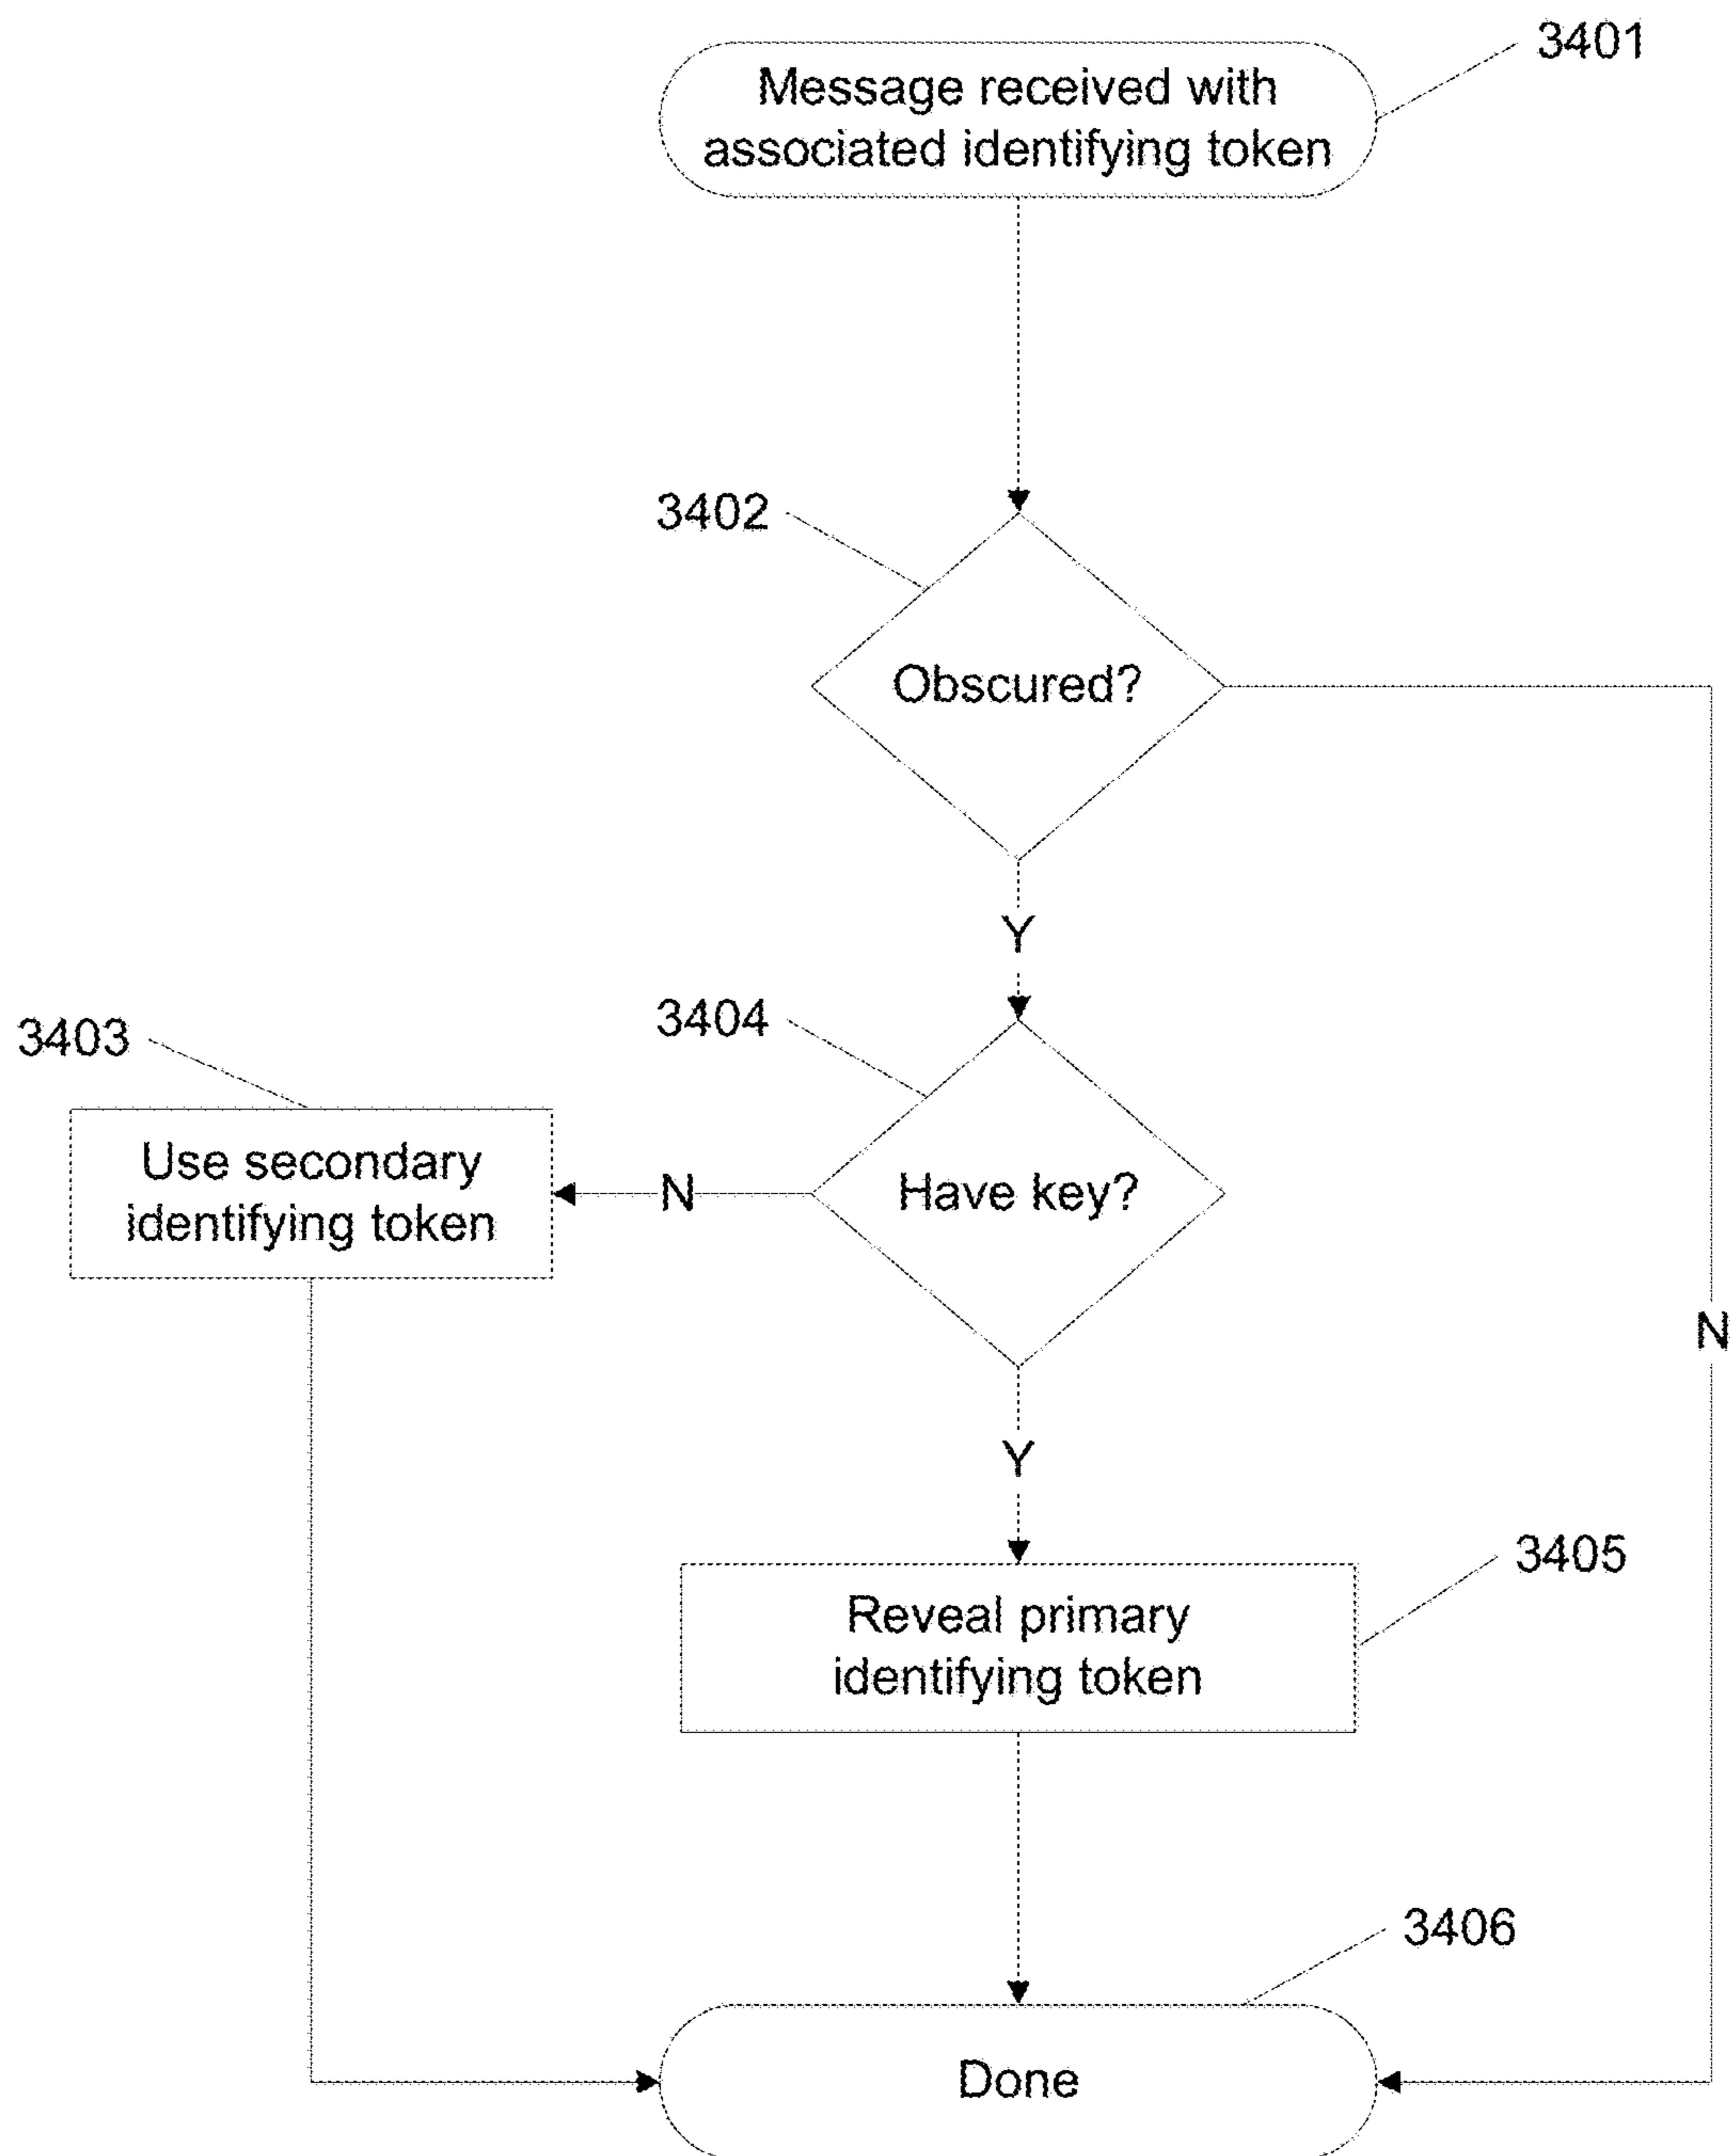 3401
Message received with
associated identifying token
3402
Obscured?
Y
3404
3403
Use secondary
identifying token
N
Have key?
N
Y
3405
Reveal primary
identifying token
3406
Done